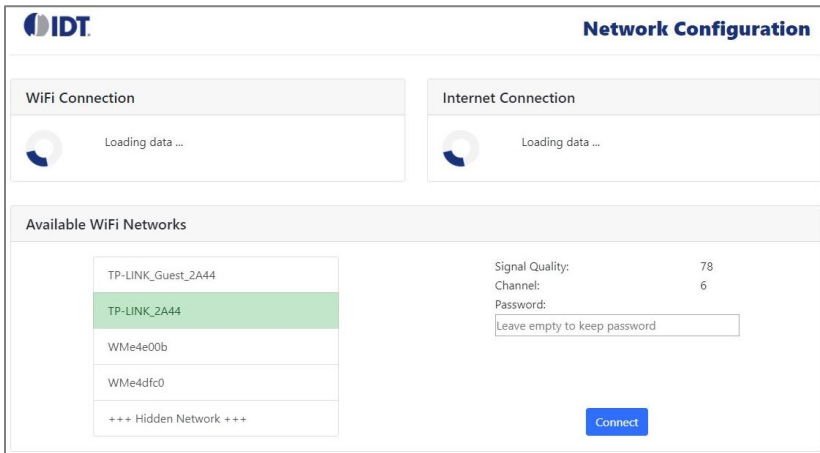 IDT
Network Configuration
WiFi Connection
Internet Connection
Loading data ...
Loading data ...
Available WiFi Networks
TP-LINK_Guest_2A44
TP-LINK_2A44
WMe4e00b
WMe4dfc0
+++ Hidden Network +++
Signal Quality: 78
Channel: 6
Password:
Leave empty to keep password
Connect